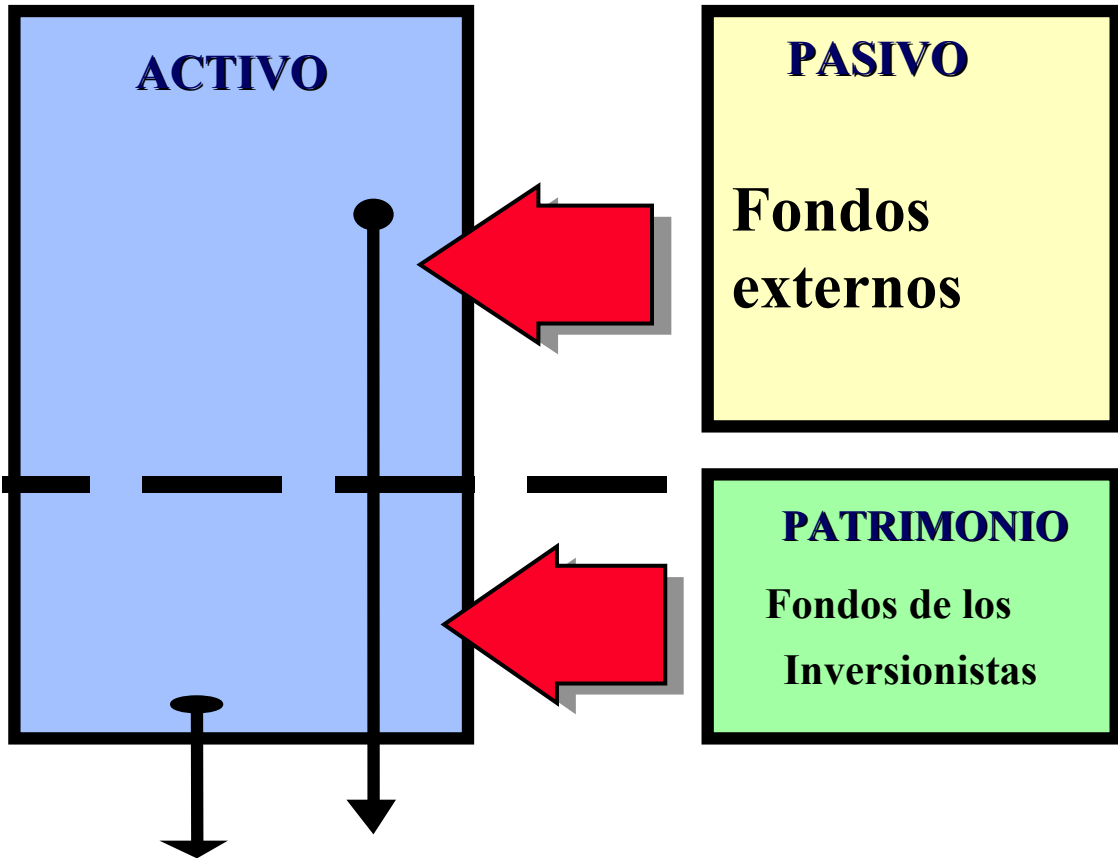 ACTIVO
PASIVO
Fondos
externos
PATRIMONIO
Fondos de los
Inversionistas